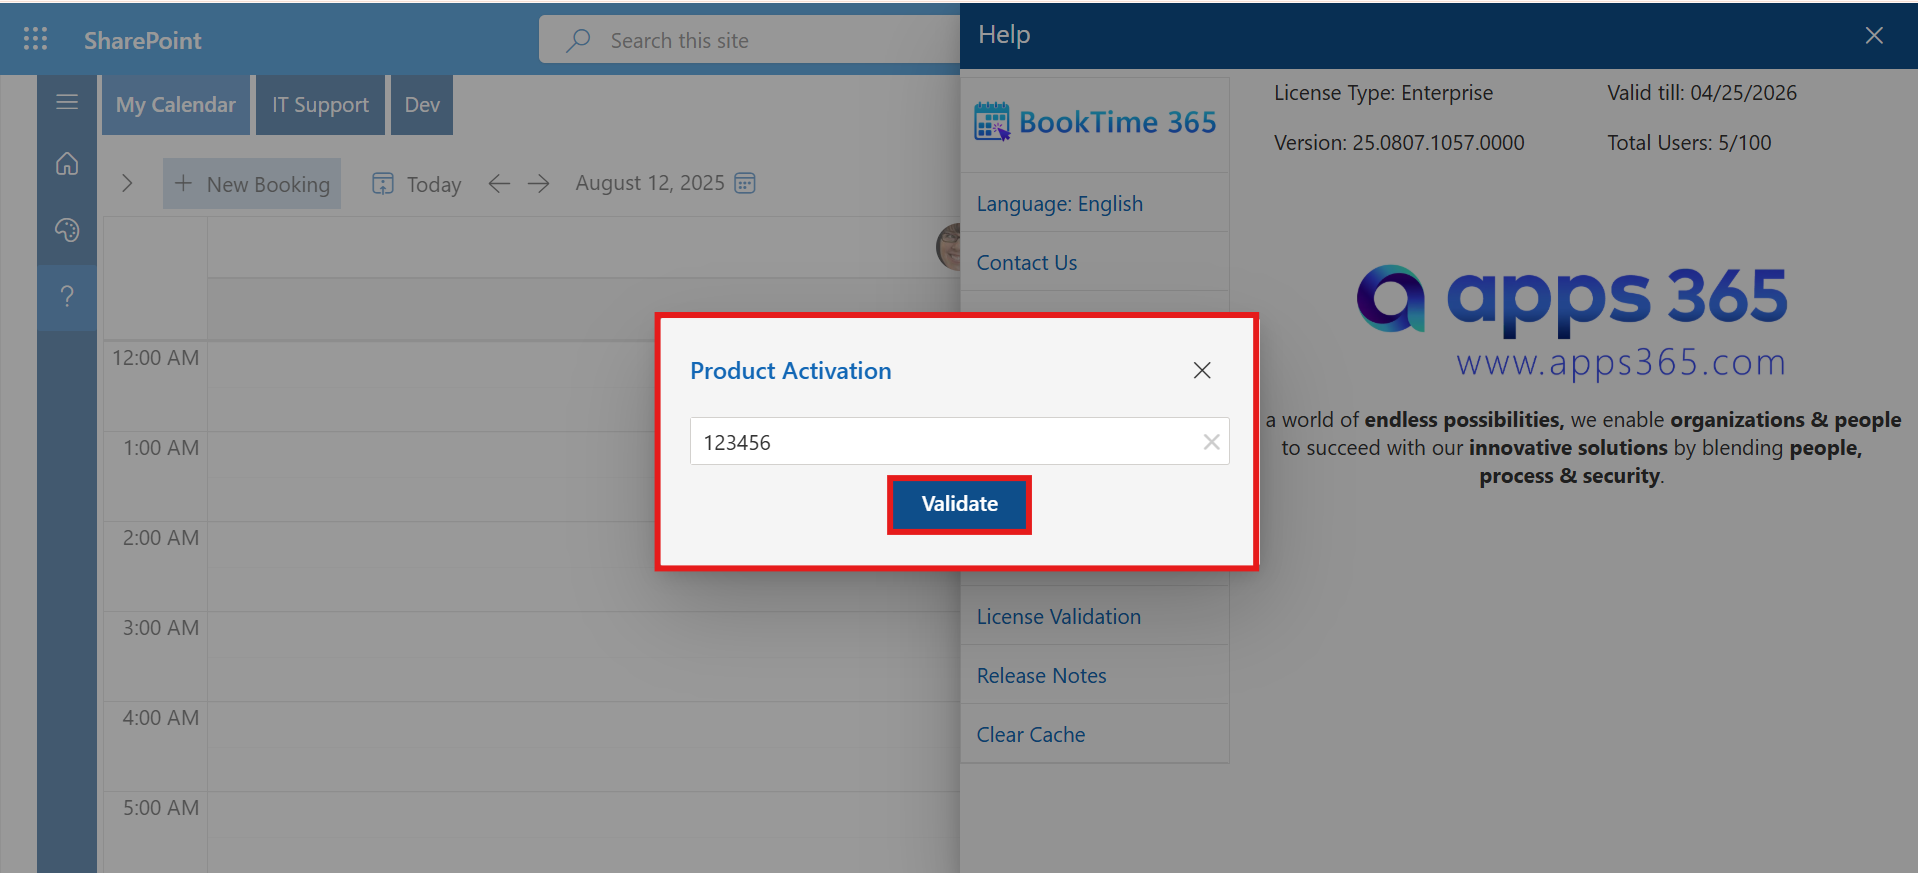 SharePoint
Search this site
Help
My Calendar
IT Support
Dev
New Booking
Today
August 12, 2025
12:00 AM
1:00 AM
2:00 AM
3:00 AM
4:00 AM
5:00 AM
BookTime 365
Language: English
Contact Us
License Validation
Release Notes
Clear Cache
License Type: Enterprise
Valid till: 04/25/2026
Version: 25.0807.1057.0000
Total Users: 5/100
apps 365
www.apps365.com
a world of endless possibilities, we enable organizations & people
to succeed with our innovative solutions by blending people,
process & security.
Product Activation
123456
Validate